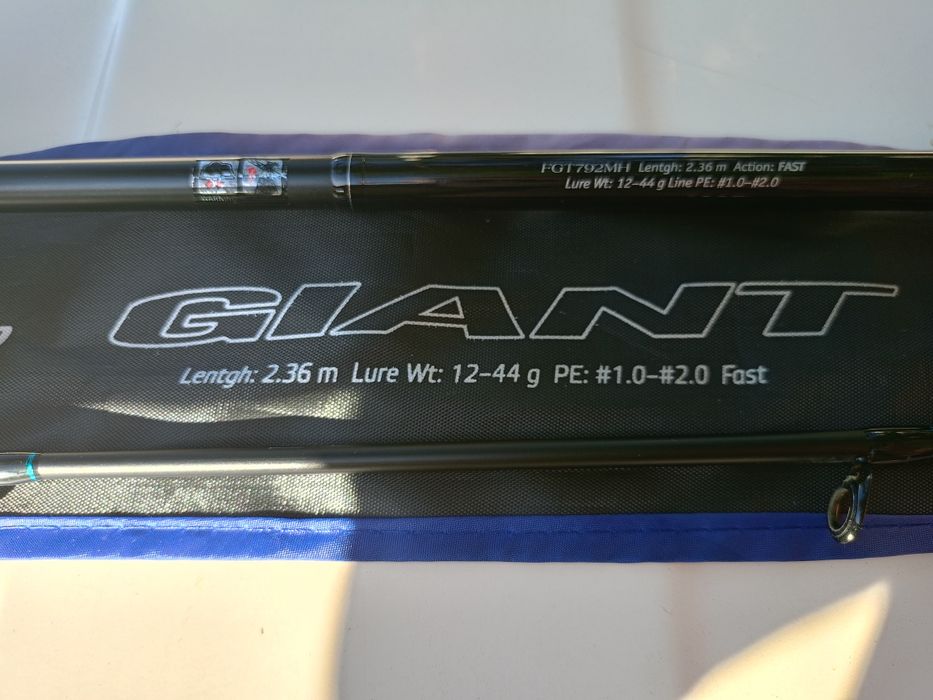 FGT792MH Lentgh: 2.36 m Action: FAST
Lure Wt: 12-44 g Line PE: #1.0-#2.0
WARNING
GIANT
Lentgh: 2.36 m Lure Wt: 12-44 g PE: #1.0-#2.0 Fast